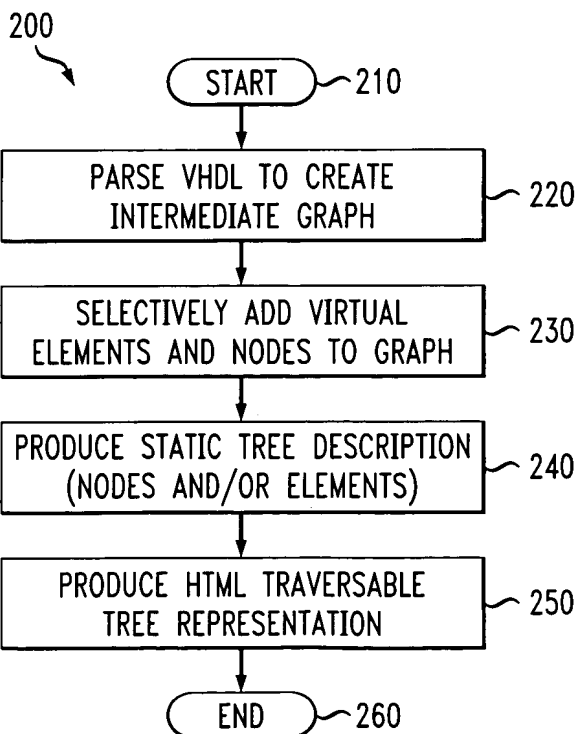 200
START
210
PARSE VHDL TO CREATE
INTERMEDIATE GRAPH
220
SELECTIVELY ADD VIRTUAL
ELEMENTS AND NODES TO GRAPH
230
PRODUCE STATIC TREE DESCRIPTION
(NODES AND/OR ELEMENTS)
240
PRODUCE HTML TRAVERSABLE
TREE REPRESENTATION
250
END
260